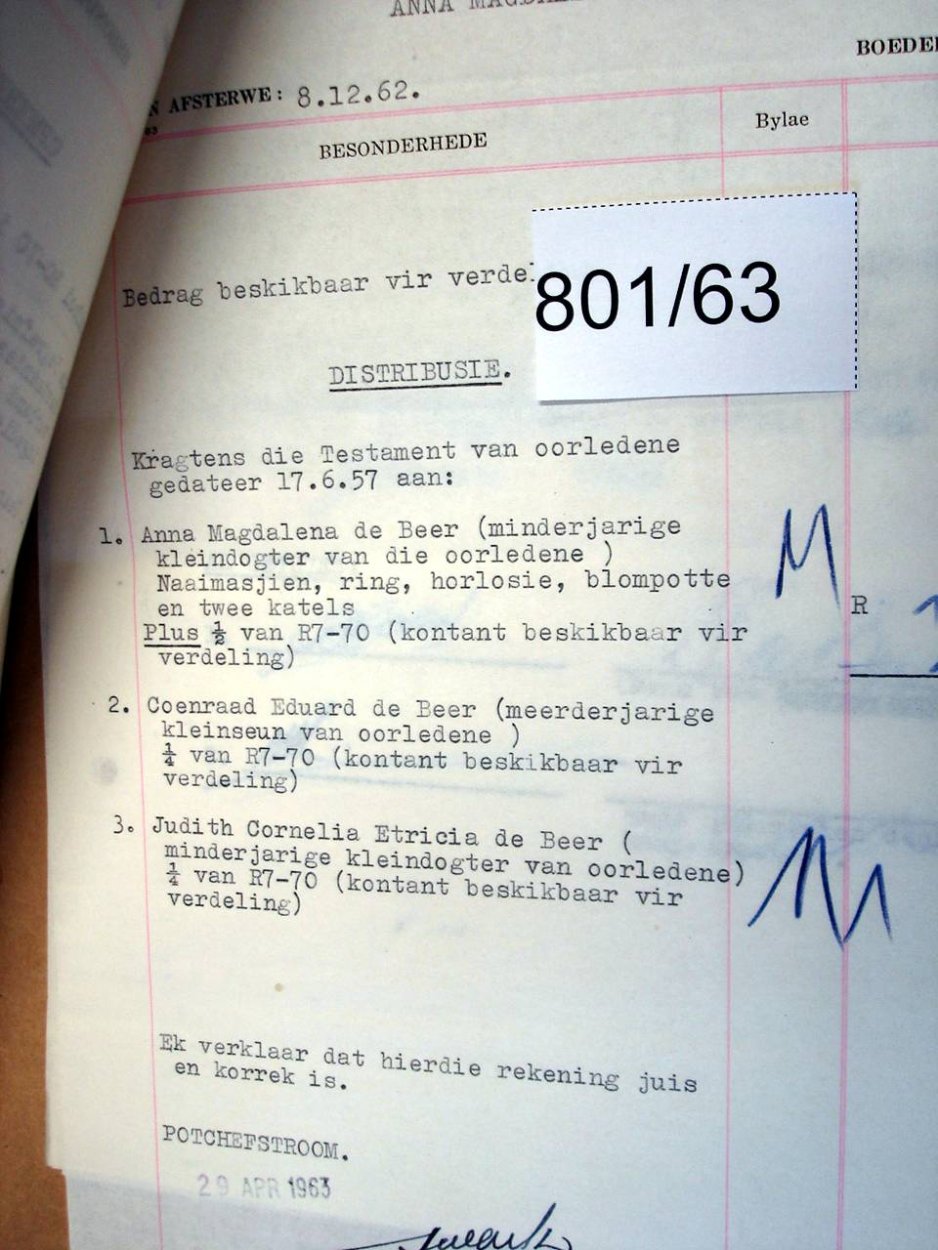 ANNA
BOEDE
AFSTERWE: 8.12.62.
63
BESONDERHEDE
Bylae
Bedrag beskikbaar vir verde
801/63
DISTRIBUSIE.
Kragtens die Testament van oorledene
gedateer 17.6.57 aan:
1. Anna Magdalena de Beer (minderjarige
kleindogter van die oorledene )
Naaimasjien, ring, horlosie, blompotte
en twee katels
Plus ½ van R7-70 (kontant beskikbaar vir
verdeling)
M
R
2. Coenraad Eduard de Beer (meerderjarige
kleinseun van oorledene )
¼ van R7-70 (kontant beskikbaar vir
verdeling)
3. Judith Cornelia Etricia de Beer (
minderjarige kleindogter van oorledene)
¼ van R7-70 (kontant beskikbaar vir
verdeling)
M
Ek verklaar dat hierdie rekening juis
en korrek is.
POTCHEFSTROOM.
29 APR 1963